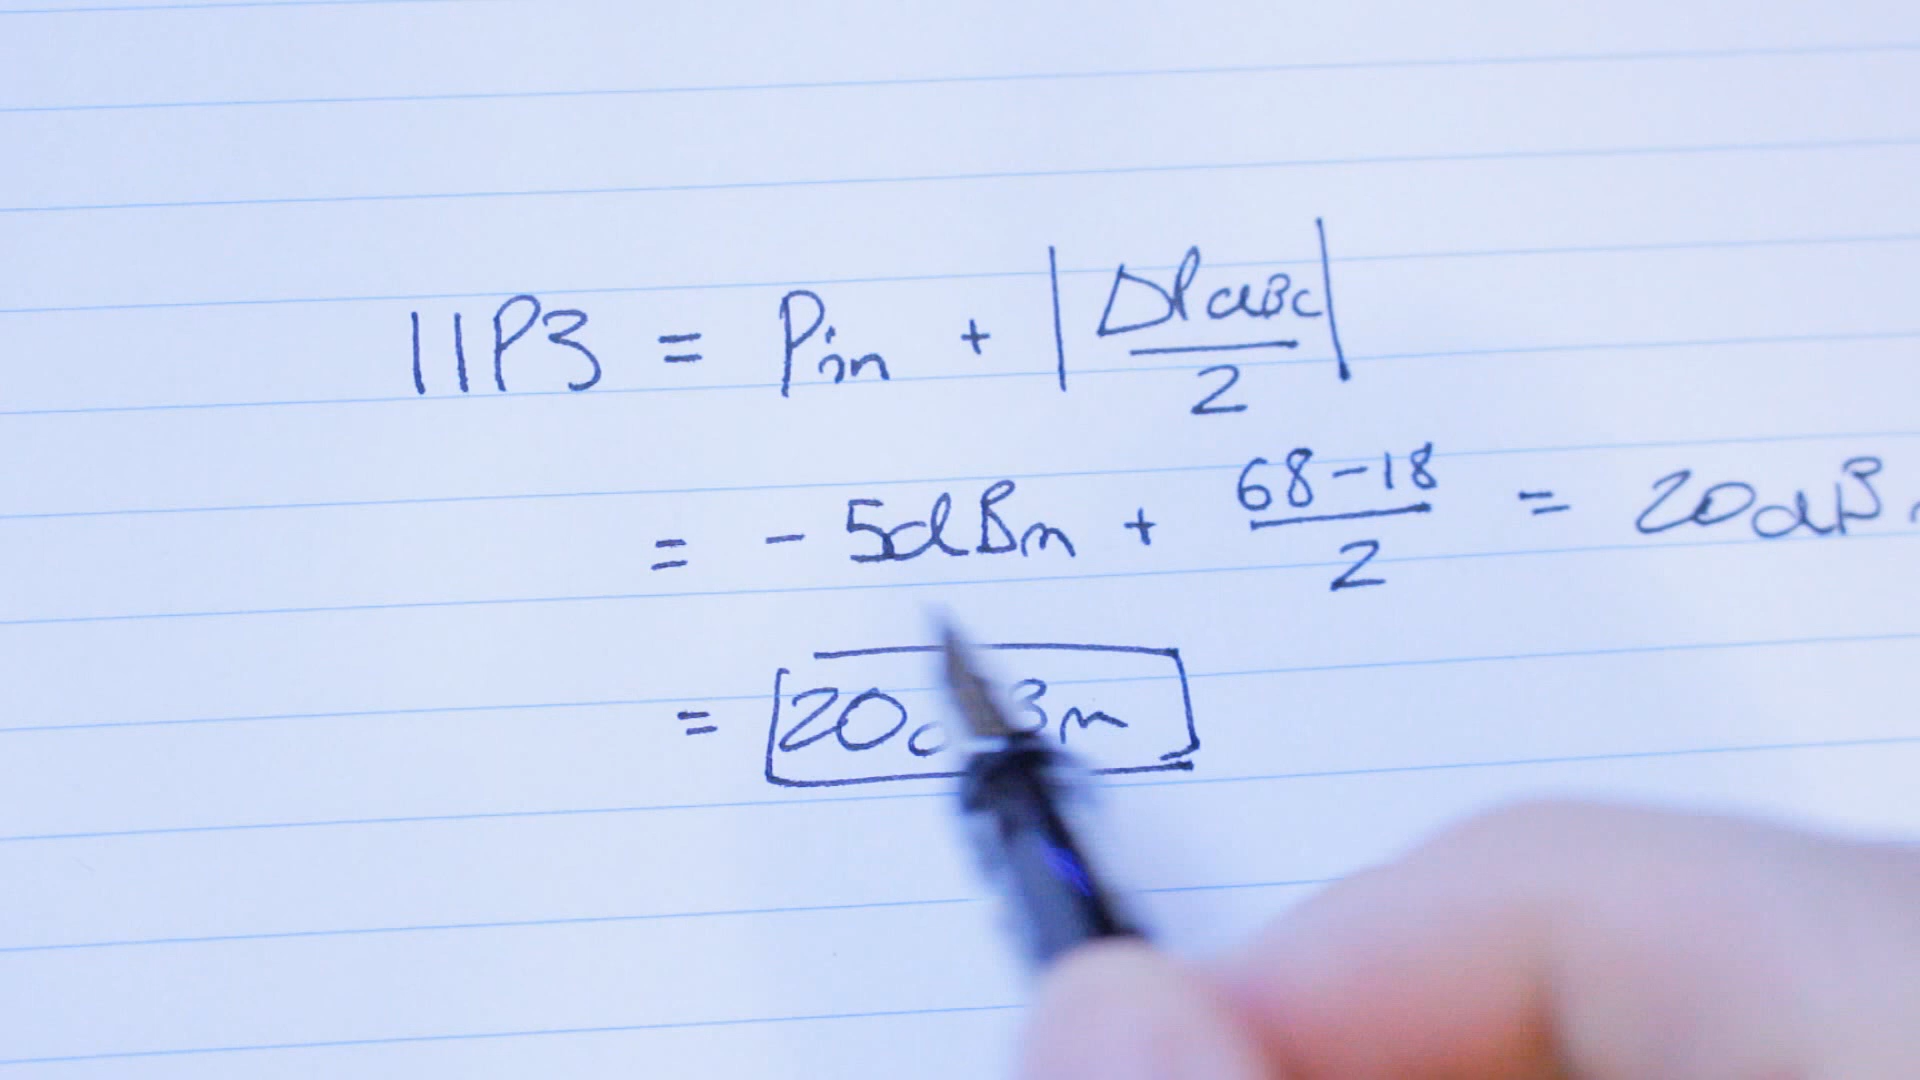 IIP3 = Pin + |ΔPdBc/2|
= - 5dBm + 68-18/2 = 20dB
= 20dBm